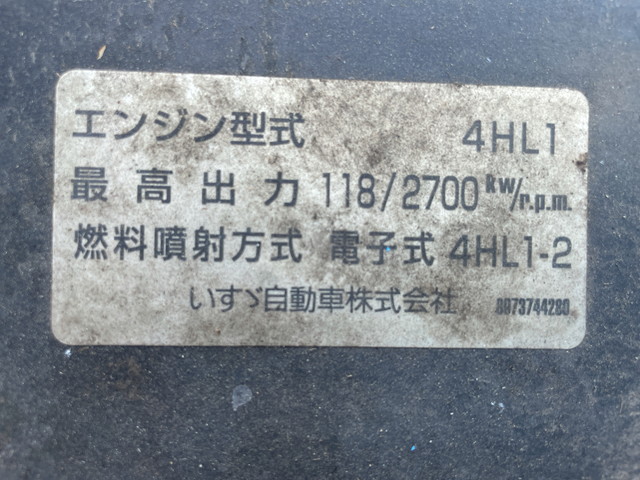 エンジン型式 4HL1
最高出力 118/2700 kw/r.p.m.
燃料噴射方式 電子式 4HL1-2
いすゞ自動車株式会社 8973744280